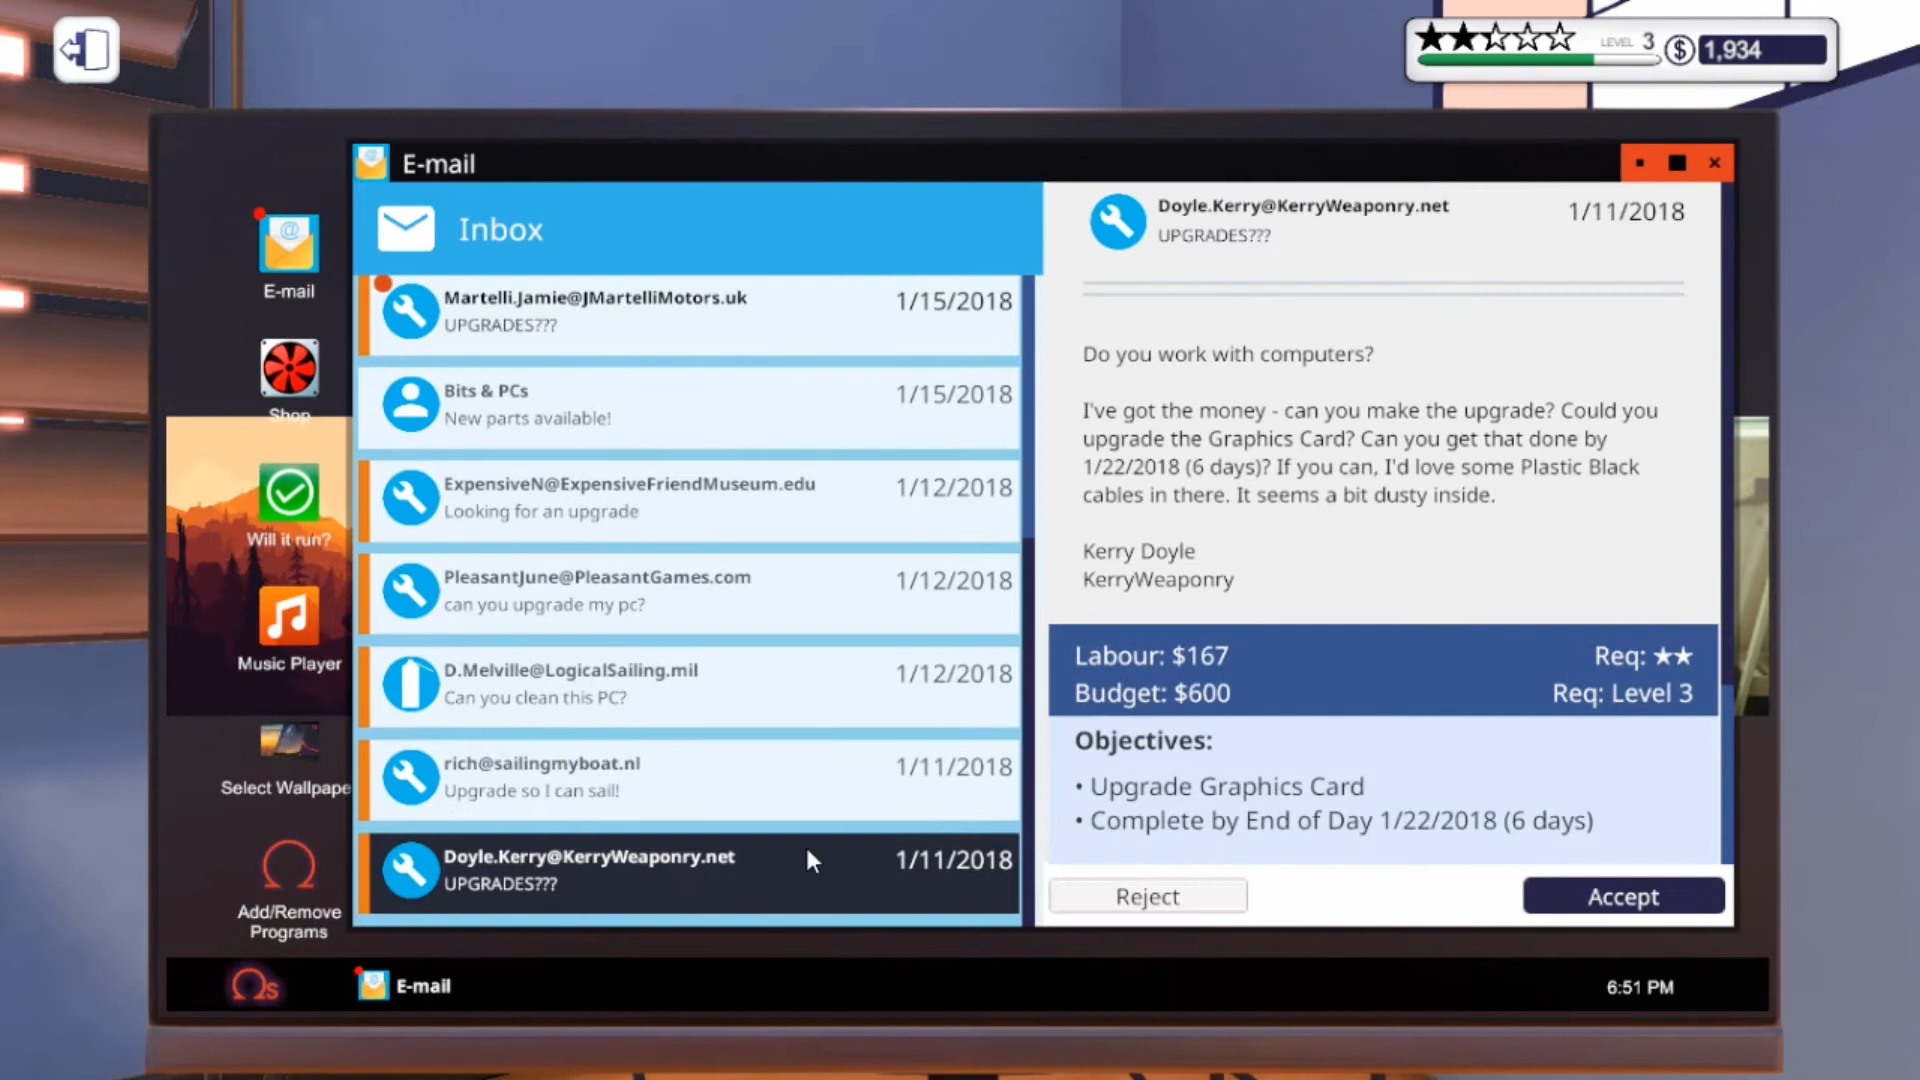 LEVEL 3
$ 1,934
E-mail
Inbox
Martelli.Jamie@JMartelliMotors.uk
1/15/2018
UPGRADES???
Bits & PCs
1/15/2018
New parts available!
ExpensiveN@ExpensiveFriendMuseum.edu
1/12/2018
Looking for an upgrade
PleasantJune@PleasantGames.com
1/12/2018
can you upgrade my pc?
D.Melville@LogicalSailing.mil
1/12/2018
Can you clean this PC?
rich@sailingmyboat.nl
1/11/2018
Upgrade so I can sail!
Doyle.Kerry@KerryWeaponry.net
1/11/2018
UPGRADES???
Doyle.Kerry@KerryWeaponry.net
1/11/2018
UPGRADES???
Do you work with computers?
I've got the money - can you make the upgrade? Could you
upgrade the Graphics Card? Can you get that done by
1/22/2018 (6 days)? If you can, I'd love some Plastic Black
cables in there. It seems a bit dusty inside.
Kerry Doyle
KerryWeaponry
Labour: $167
Req: ★★
Budget: $600
Req: Level 3
Objectives:
• Upgrade Graphics Card
• Complete by End of Day 1/22/2018 (6 days)
Reject
Accept
E-mail
Shop
Will it run?
Music Player
Select Wallpape
Add/Remove
Programs
Ωs
E-mail
6:51 PM